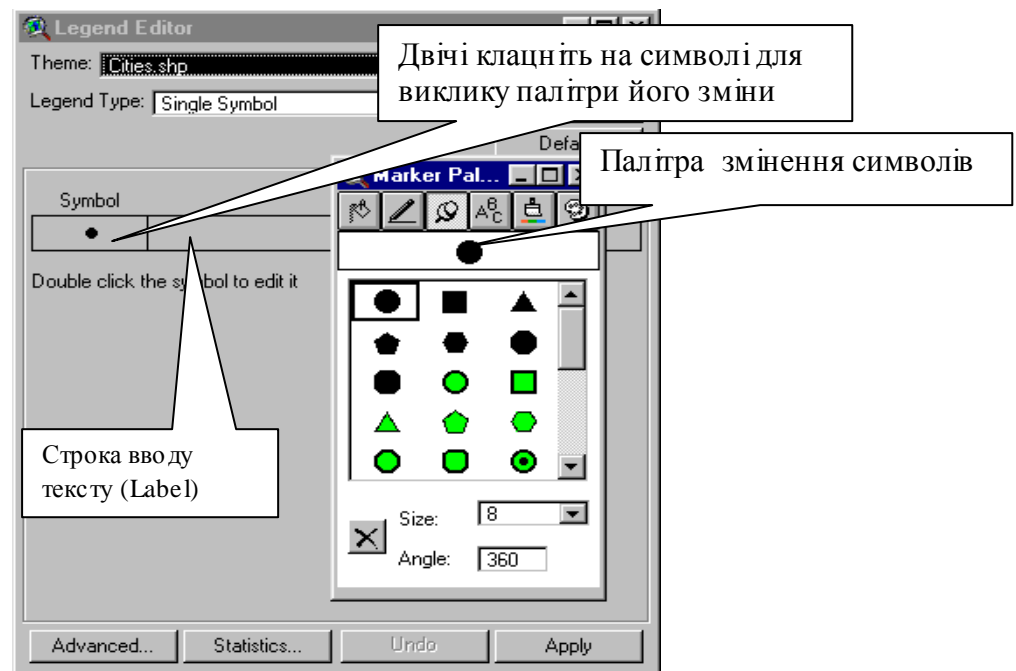 Legend Editor
Двічі клацніть на символі для
виклику палітри його зміни
Theme: Cities.shp
Legend Type: Single Symbol
Палітра змінення символів
Marker Pal...
Symbol
Double click the symbol to edit it
Строка вводу
тексту (Label)
Size: 8
Angle: 360
Advanced... Statistics... Undo Apply